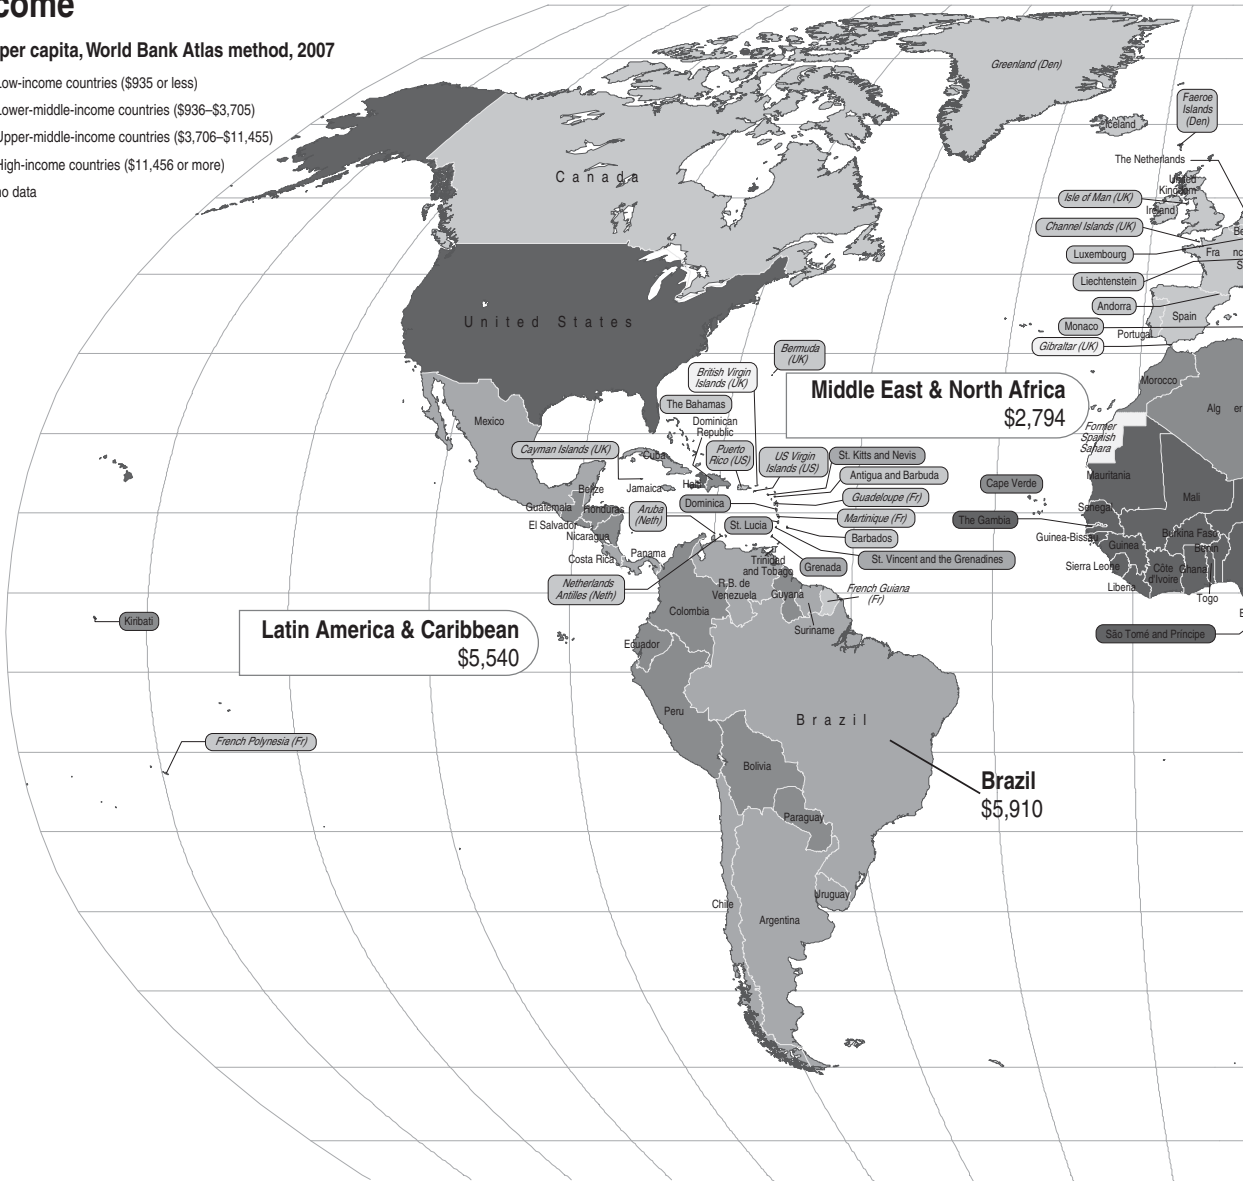 come
per capita, World Bank Atlas method, 2007
Low-income countries ($935 or less)
Lower-middle-income countries ($936–$3,705)
Upper-middle-income countries ($3,706–$11,455)
High-income countries ($11,456 or more)
no data
Greenland (Den)
Faeroe
Islands
(Den)
Iceland
The Netherlands
Canada
United
Kingdom
Isle of Man (UK)
Ireland
Channel Islands (UK)
Be
Luxembourg
Fra nc
S
Liechtenstein
Andorra
Spain
United States
Monaco
Portugal
Gibraltar (UK)
Bermuda
(UK)
British Virgin
Islands (UK)
Middle East & North Africa
$2,794
Morocco
Alg er
The Bahamas
Mexico
Dominican
Republic
Former
Spanish
Sahara
Cayman Islands (UK)
Cuba
Puerto
Rico (US)
US Virgin
Islands (US)
St. Kitts and Nevis
Antigua and Barbuda
Mauritania
Haiti
Belize
Jamaica
Cape Verde
Mali
Guadeloupe (Fr)
Dominica
Guatemala
Honduras
Aruba
(Neth)
Martinique (Fr)
Senegal
The Gambia
El Salvador
St. Lucia
Nicaragua
Barbados
Guinea-Bissau
Guinea
Burkina Faso
Benin
Costa Rica
Panama
Trinidad
and Tobago
St. Vincent and the Grenadines
Grenada
Sierra Leone
Côte
d'Ivoire
Ghana
Netherlands
Antilles (Neth)
R.B. de
Venezuela
Guyana
French Guiana
(Fr)
Liberia
Togo
Colombia
Kiribati
Suriname
Latin America & Caribbean
$5,540
São Tomé and Principe
E
Ecuador
Peru
Brazil
French Polynesia (Fr)
Bolivia
Brazil
$5,910
Paraguay
Uruguay
Chile
Argentina